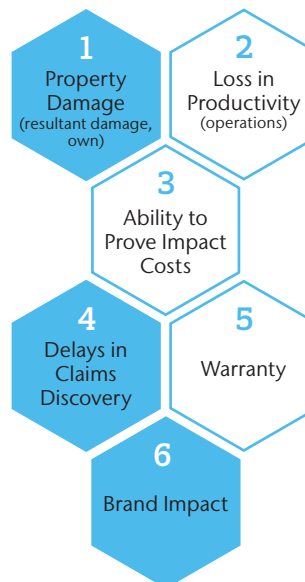 1
Property
Damage
(resultant damage,
own)
2
Loss in
Productivity
(operations)
3
Ability to
Prove Impact
Costs
4
Delays in
Claims
Discovery
5
Warranty
6
Brand Impact